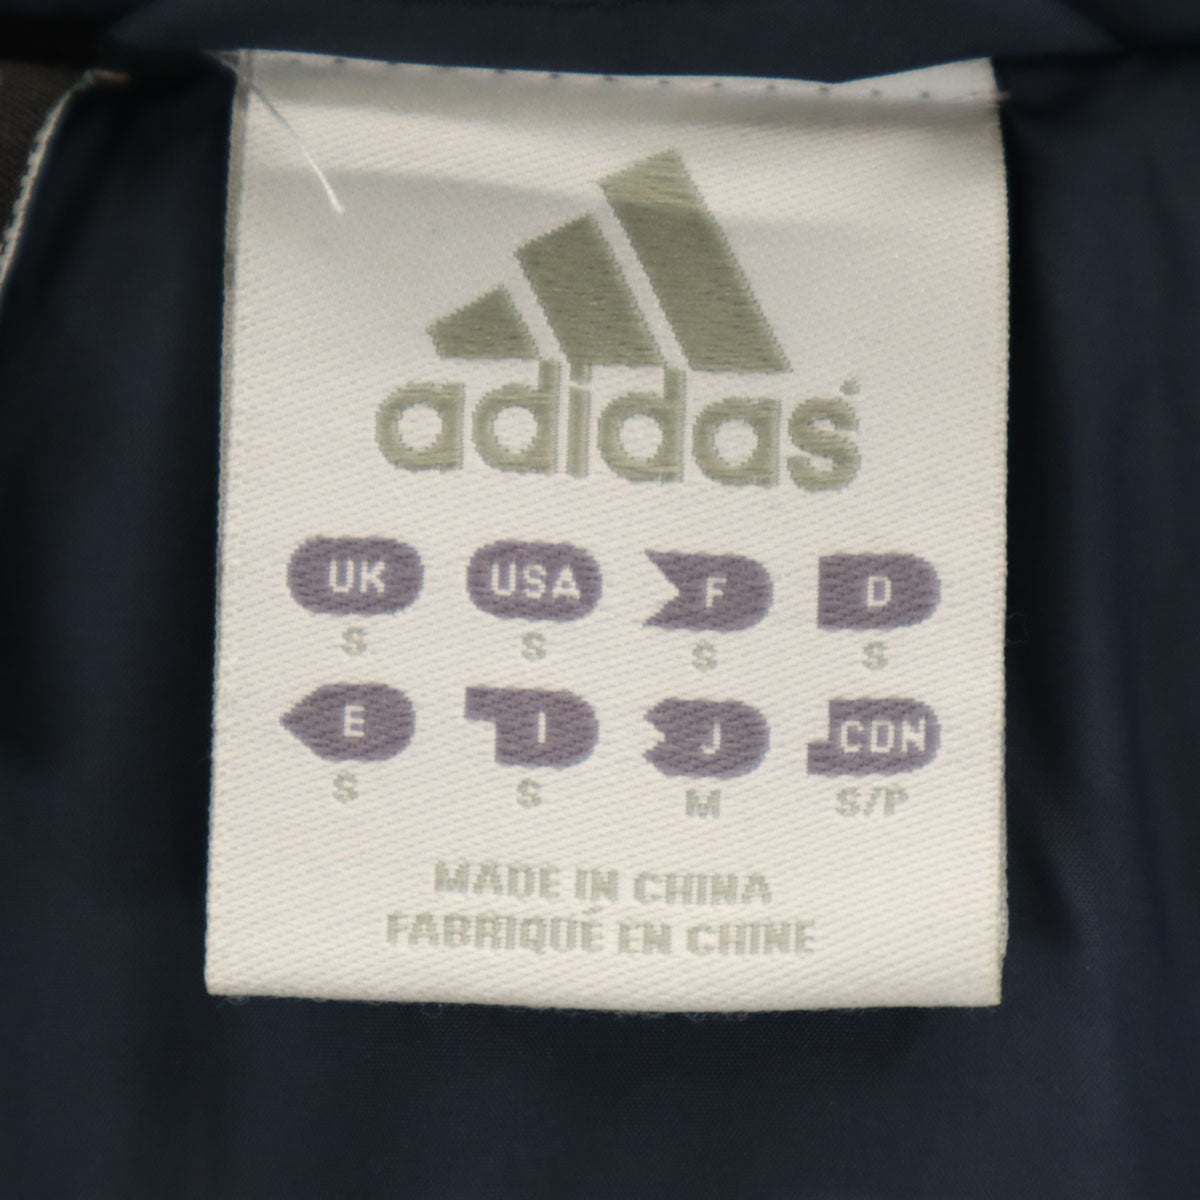 adidas
UK USA F D
S S S S
E I J CDN
S S M S/P
MADE IN CHINA
FABRIQUÉ EN CHINE